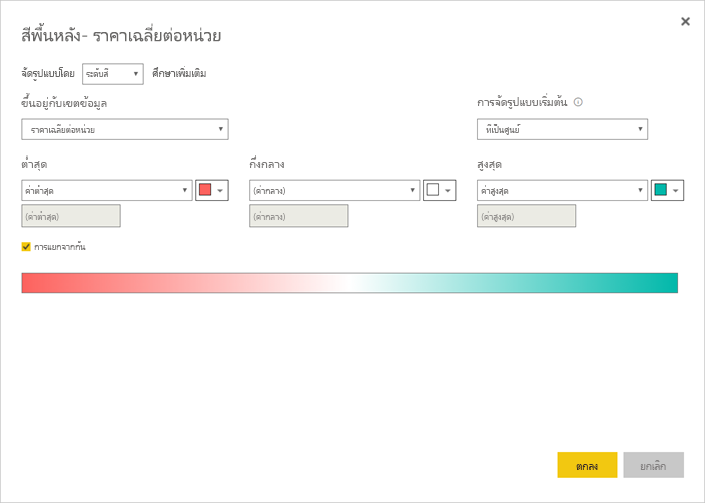 สีพื้นหลัง- ราคาเฉลี่ยต่อหน่วย
จัดรูปแบบโดย ระดับสี ศึกษาเพิ่มเติม
ขึ้นอยู่กับเขตข้อมูล การจัดรูปแบบเริ่มต้น
ราคาเฉลี่ยต่อหน่วย ที่เป็นศูนย์
ต่ำสุด กึ่งกลาง สูงสุด
ค่าต่ำสุด (ค่ากลาง) ค่าสูงสุด
(ค่าต่ำสุด) (ค่ากลาง) (ค่าสูงสุด)
การแยกจากกัน
ตกลง ยกเลิก